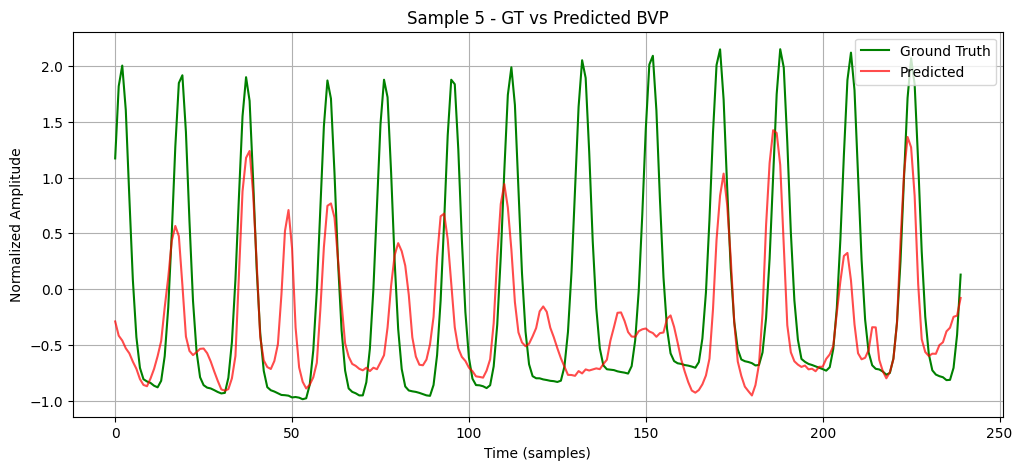 Sample 5 - GT vs Predicted BVP
Ground Truth
Predicted
Normalized Amplitude
2.0
1.5
1.0
0.5
0.0
−0.5
−1.0
0 50 100 150 200 250
Time (samples)